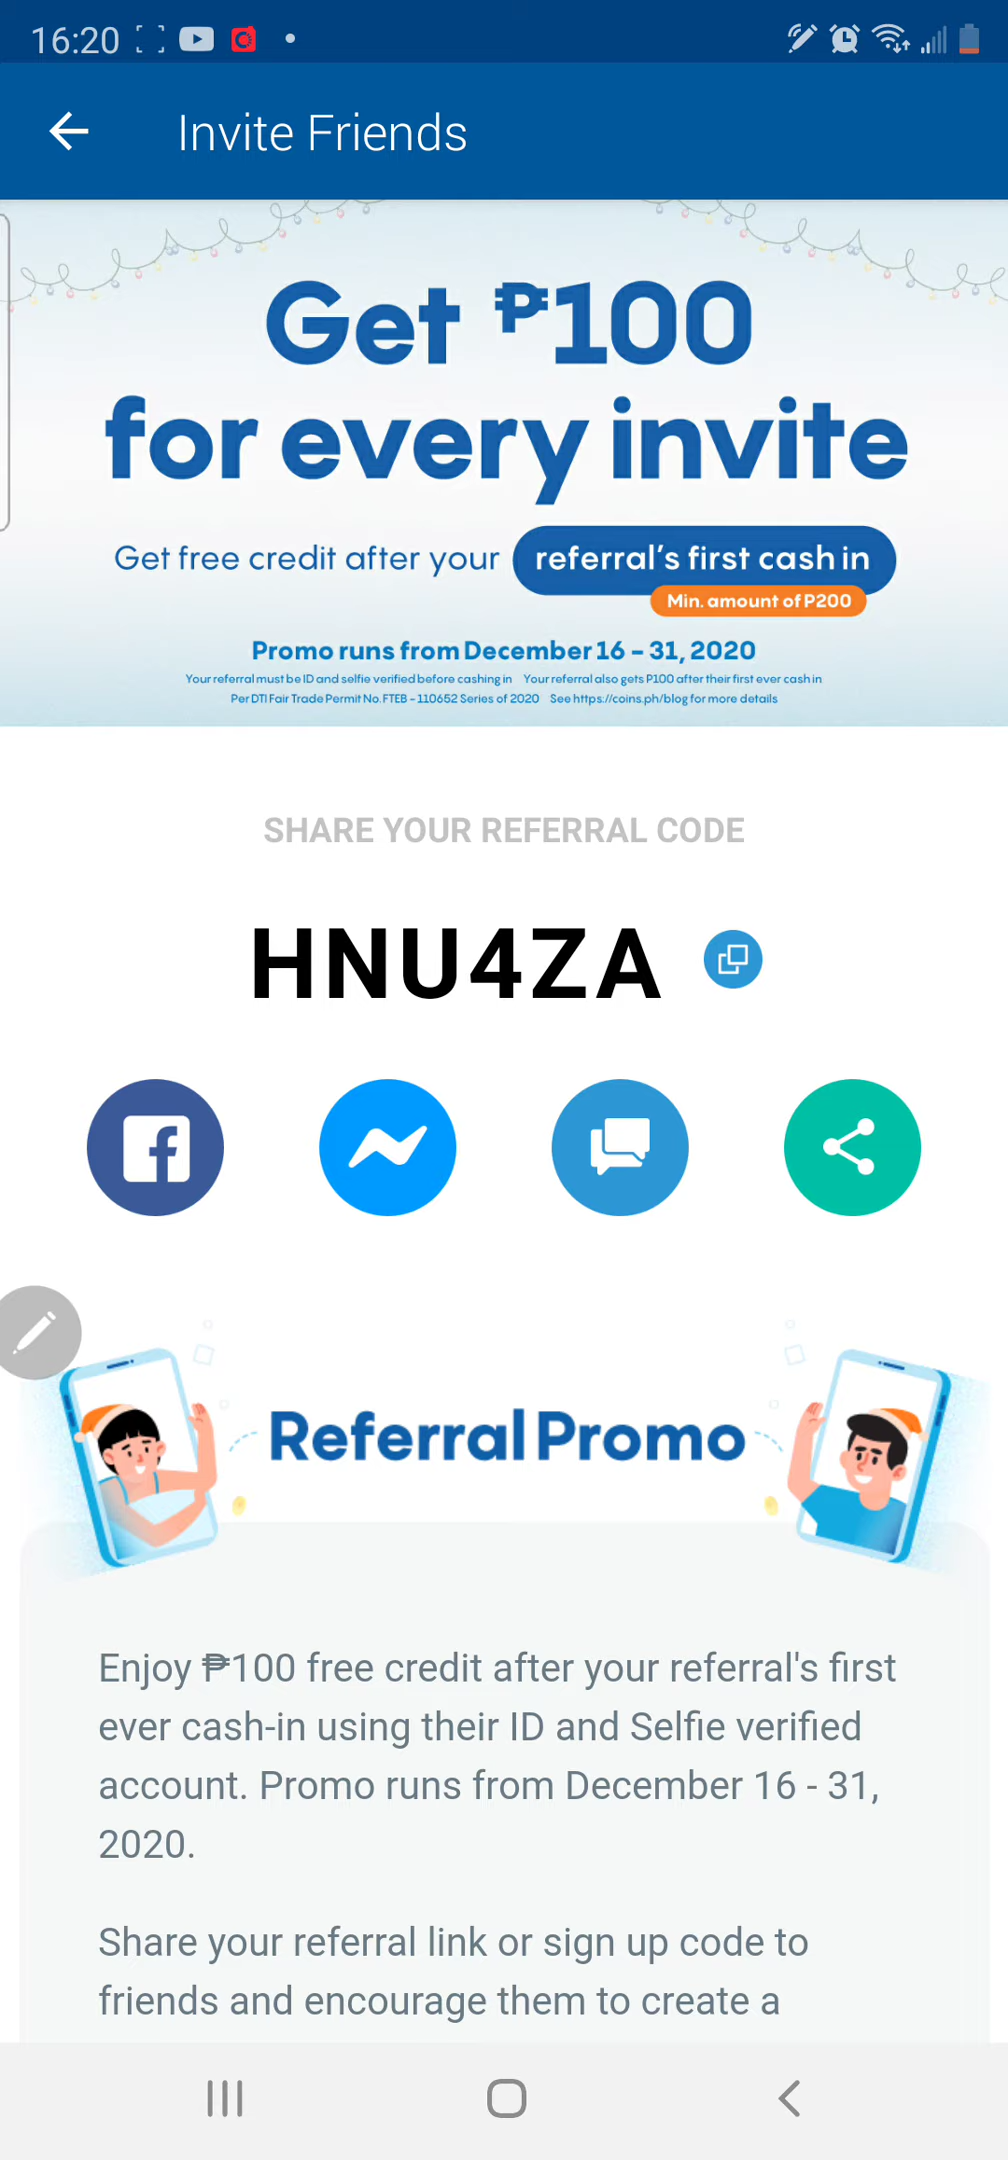 16:20
Invite Friends
Get ₱100
for every invite
Get free credit after your referral's first cash in
Min. amount of P200
Promo runs from December 16 - 31, 2020
Your referral must be ID and selfie verified before cashing in Your referral also gets P100 after their first ever cash in
Per DTI Fair Trade Permit No. FTEB - 110652 Series of 2020 See https://coins.ph/blog for more details
SHARE YOUR REFERRAL CODE
HNU4ZA
Referral Promo
Enjoy ₱100 free credit after your referral's first
ever cash-in using their ID and Selfie verified
account. Promo runs from December 16 - 31,
2020.
Share your referral link or sign up code to
friends and encourage them to create a